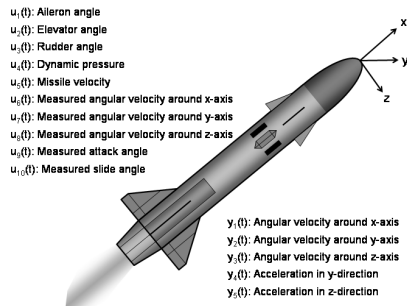 u₁(t): Aileron angle
u₂(t): Elevator angle
u₃(t): Rudder angle
u₄(t): Dynamic pressure
u₅(t): Missile velocity
u₆(t): Measured angular velocity around x-axis
u₇(t): Measured angular velocity around y-axis
u₈(t): Measured angular velocity around z-axis
u₉(t): Measured attack angle
u₁₀(t): Measured slide angle
x
y
z
y₁(t): Angular velocity around x-axis
y₂(t): Angular velocity around y-axis
y₃(t): Angular velocity around z-axis
y₄(t): Acceleration in y-direction
y₅(t): Acceleration in z-direction